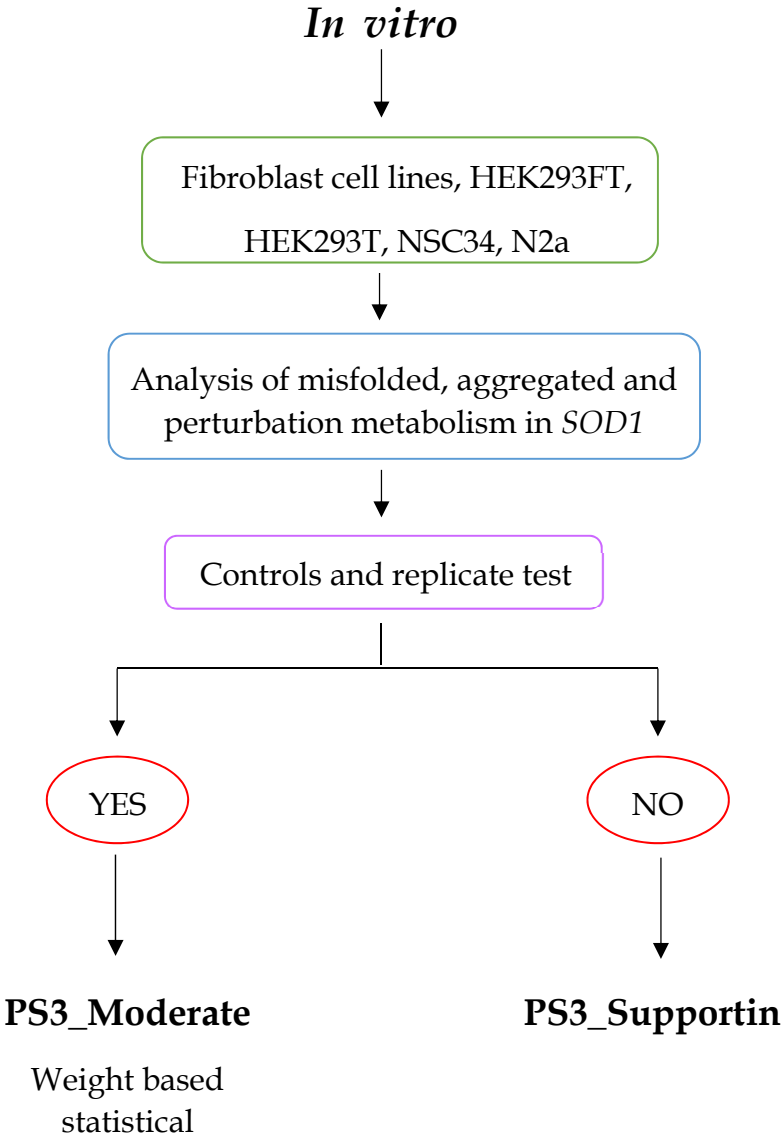 In vitro
Fibroblast cell lines, HEK293FT,
HEK293T, NSC34, N2a
Analysis of misfolded, aggregated and
perturbation metabolism in SOD1
Controls and replicate test
YES
NO
PS3_Moderate
PS3_Supportin
Weight based
statistical